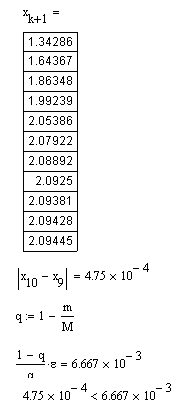 x_{k+1} =
1.34286
1.64367
1.86348
1.99239
2.05386
2.07922
2.08892
2.0925
2.09381
2.09428
2.09445
|x_{10} − x_{9}| = 4.75 × 10^{−4}
q := 1 − m/M
(1 − q)/q · ε = 6.667 × 10^{−3}
4.75 × 10^{−4} < 6.667 × 10^{−3}